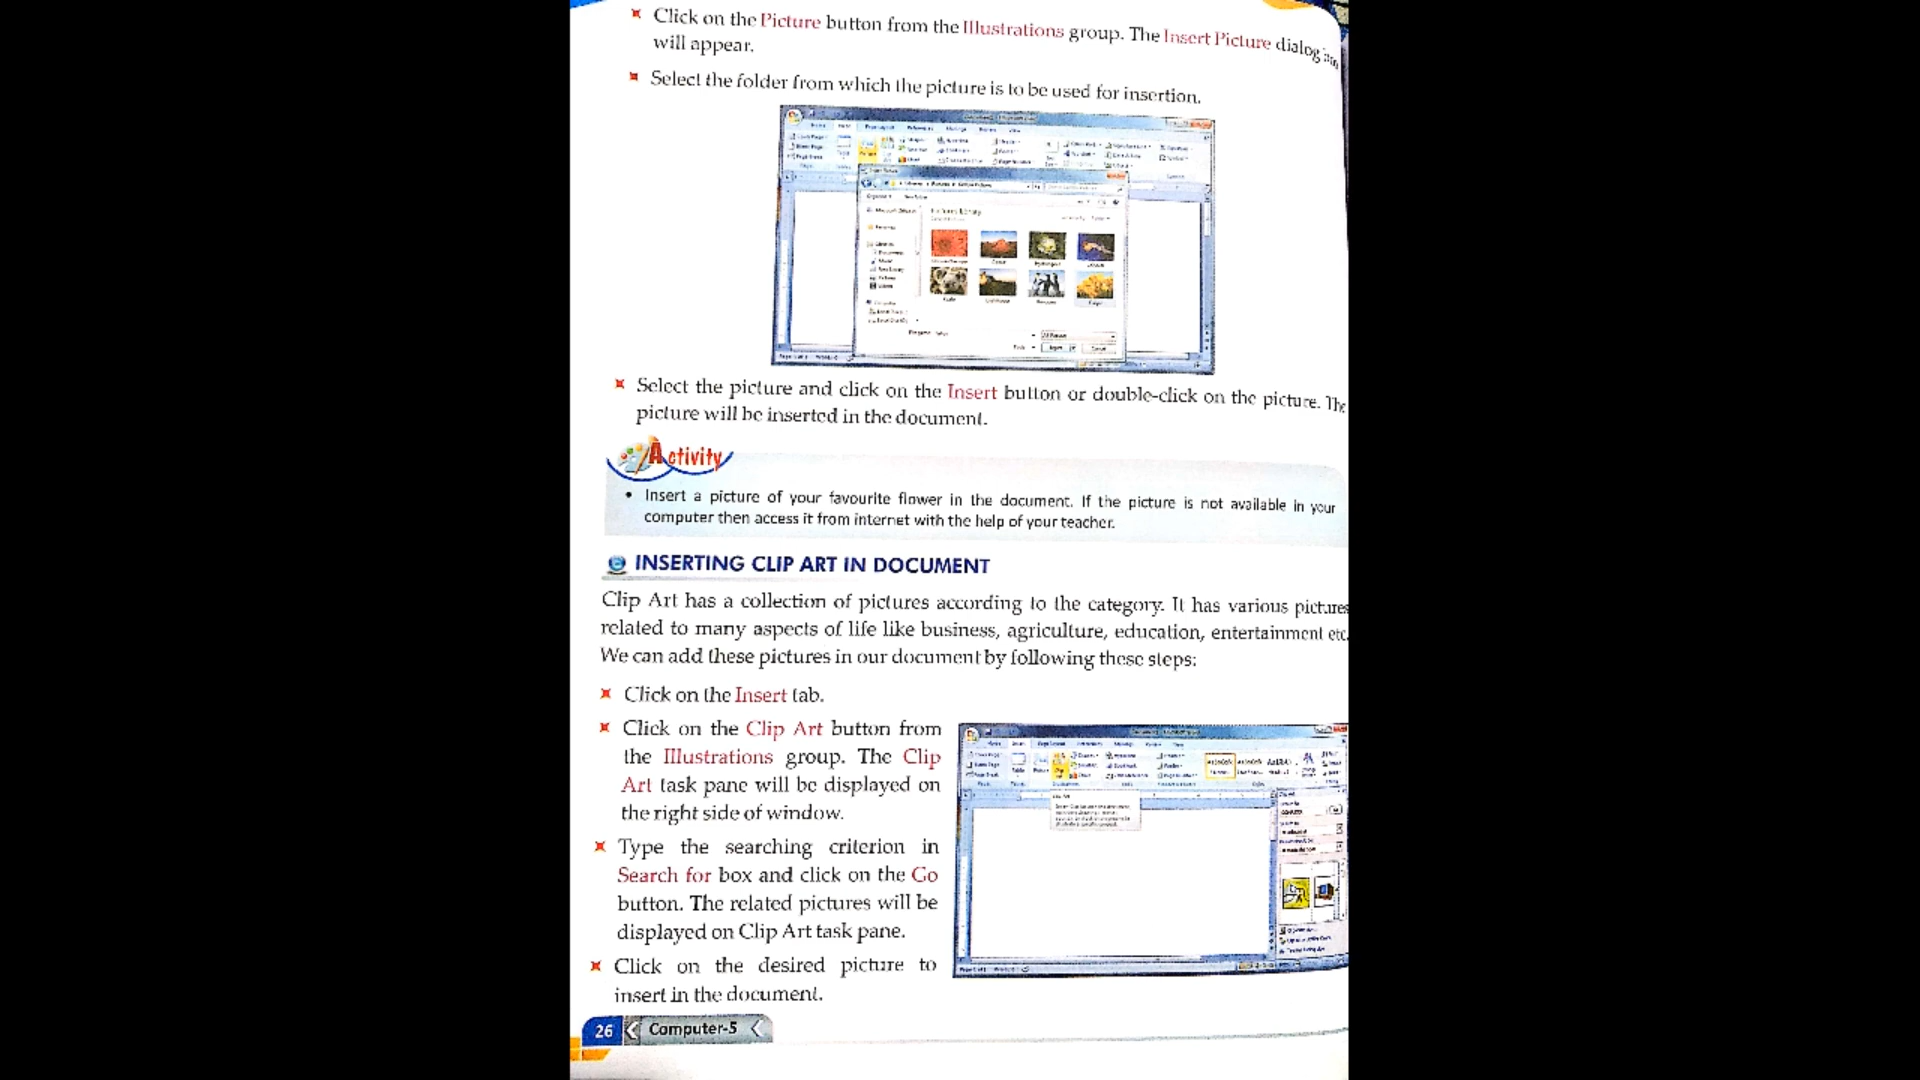 Click on the Picture button from the Illustrations group. The Insert Picture dialog
will appear.
Select the folder from which the picture is to be used for insertion.
Select the picture and click on the Insert button or double-click on the picture. The
picture will be inserted in the document.
Activity
• Insert a picture of your favourite flower in the document. If the picture is not available in your
computer then access it from internet with the help of your teacher.
INSERTING CLIP ART IN DOCUMENT
Clip Art has a collection of pictures according to the category. It has various pictures
related to many aspects of life like business, agriculture, education, entertainment etc.
We can add these pictures in our document by following these steps:
Click on the Insert tab.
Click on the Clip Art button from
the Illustrations group. The Clip
Art task pane will be displayed on
the right side of window.
Type the searching criterion in
Search for box and click on the Go
button. The related pictures will be
displayed on Clip Art task pane.
Click on the desired picture to
insert in the document.
26 Computer-5